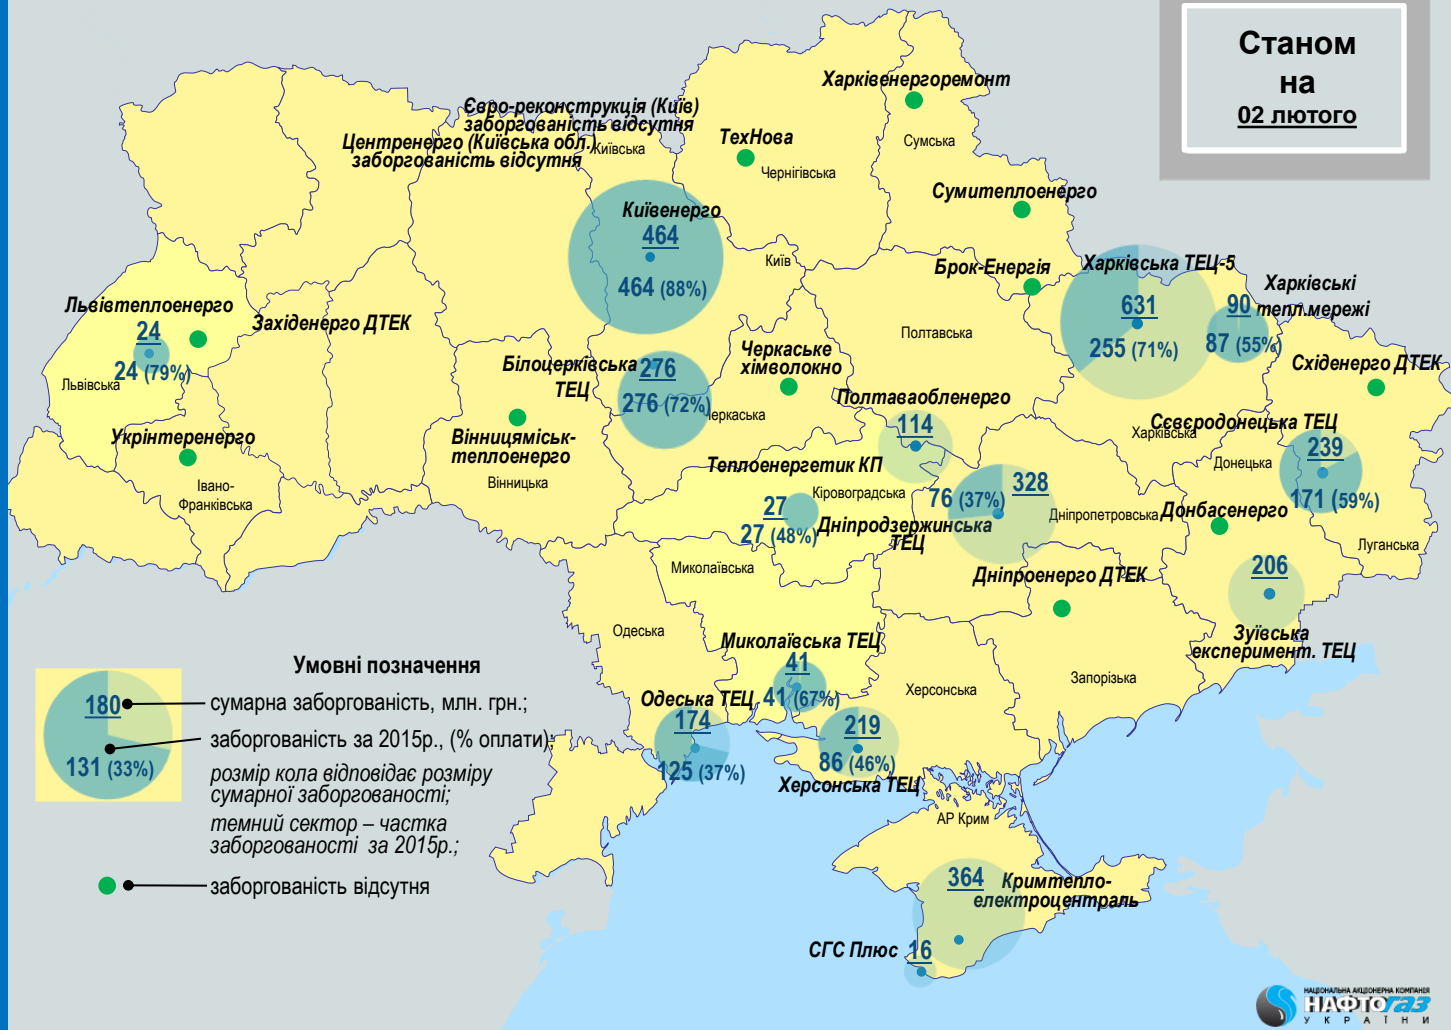 Станом
на
02 лютого
Харківенергоремонт
Євро-реконструкція (Київ)
заборгованість відсутня
Центренерго (Київська обл.)
заборгованість відсутня
Київська
ТехНова
Чернігівська
Сумська
Сумитеплоенерго
Київенерго
464
464 (88%)
Київ
Брок-Енергія
Харківська ТЕЦ-5
631
255 (71%)
Харківські
тепл.мережі
90
87 (55%)
Львівтеплоенерго
24
24 (79%)
Львівська
Західенерго ДТЕК
Полтавська
Білоцерківська
ТЕЦ
276
276 (72%)
Черкаське
хімволокно
Черкаська
Східенерго ДТЕК
Полтаваобленерго
114
Укрінтеренерго
Івано-
Франківська
Вінницяміськ-
теплоенерго
Вінницька
Харківська
Сєвєродонецька ТЕЦ
239
171 (59%)
Донецька
Теплоенергетик КП
Кіровоградська
27
27 (48%)
Дніпродзержинська
ТЕЦ
76 (37%)
328
Дніпропетровська
Донбасенерго
Луганська
Миколаївська
Дніпроенерго ДТЕК
206
Зуївська
експеримент. ТЕЦ
Одеська
Миколаївська ТЕЦ
41
41 (67%)
Херсонська
Запорізька
Одеська ТЕЦ
174
125 (37%)
219
86 (46%)
Херсонська ТЕЦ
Умовні позначення
180
131 (33%)
сумарна заборгованість, млн. грн.;
заборгованість за 2015р., (% оплати);
розмір кола відповідає розміру
сумарної заборгованості;
темний сектор – частка
заборгованості за 2015р.;
заборгованість відсутня
АР Крим
364
Кримтепло-
електроцентраль
СГС Плюс
16
НАЦІОНАЛЬНА АКЦІОНЕРНА КОМПАНІЯ
НАФТОГАЗ
УКРАЇНИ